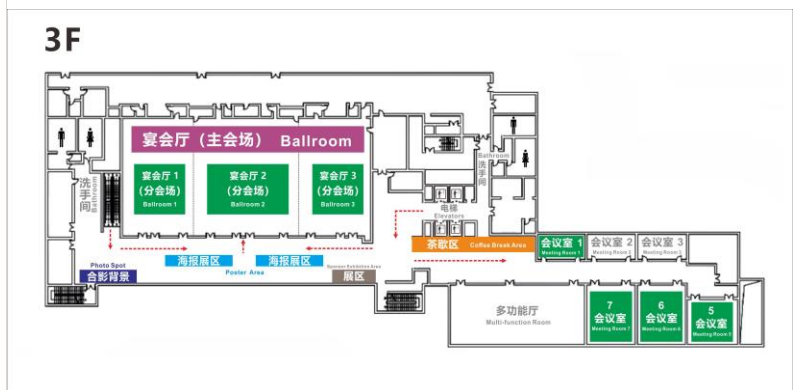 3F
宴会厅（主会场） Ballroom
宴会厅 1
(分会场)
Ballroom 1
宴会厅 2
(分会场)
Ballroom 2
宴会厅 3
(分会场)
Ballroom 3
洗手间
Bathroom
Bathroom
洗手间
电梯
Elevators
茶歇区 Coffee Break Area
会议室 1
Meeting Room 1
会议室 2
Meeting Room 2
会议室 3
Meeting Room 3
Photo Spot
合影背景
海报展区
海报展区
Poster Area
Sponsor Exhibition Area
展区
多功能厅
Multi-function Room
7
会议室
Meeting Room 7
6
会议室
Meeting Room 6
5
会议室
Meeting Room 5